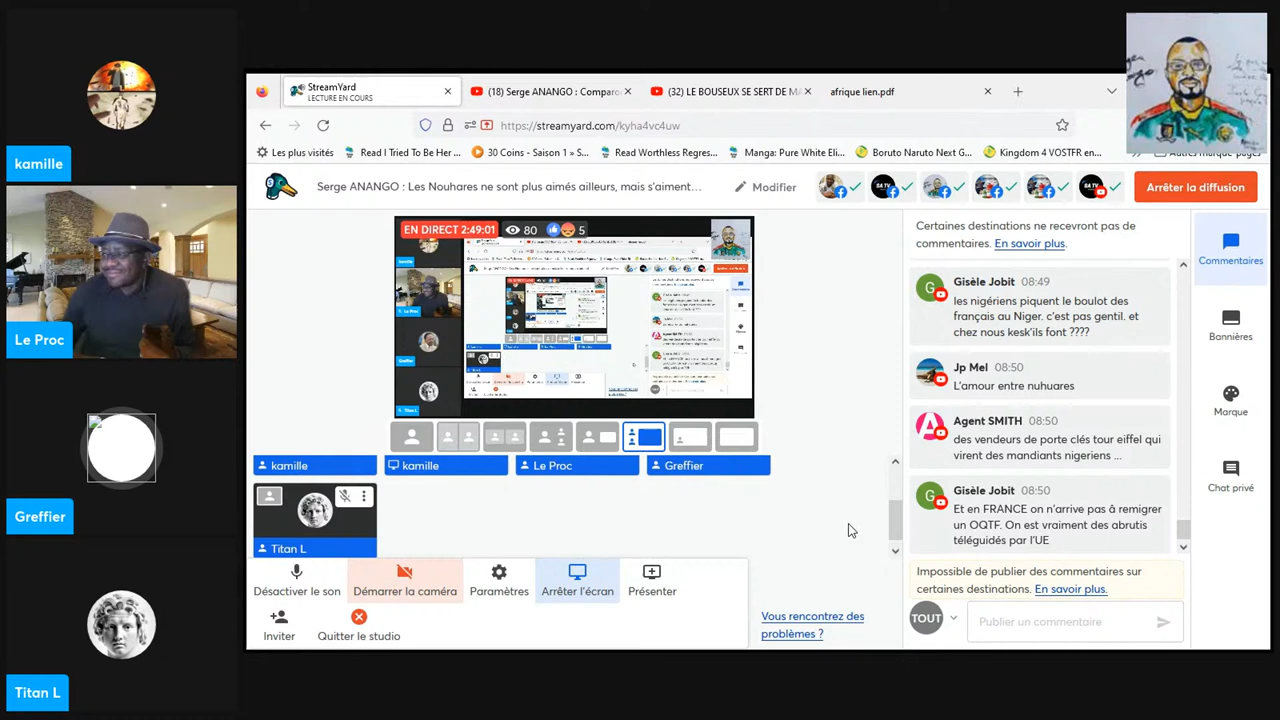 kamille
Le Proc
Greffier
Titan L
StreamYard
LECTURE EN COURS
(18) Serge ANANGO : Comparo
(32) LE BOUSEUX SE SERT DE MA
afrique lien.pdf
https://streamyard.com/kyha4vc4uw
Les plus visités
Read I Tried To Be Her ...
30 Coins - Saison 1 » S...
Read Worthless Regres...
Manga: Pure White Eli...
Boruto Naruto Next G...
Kingdom 4 VOSTFR en...
Autres marque-pages
Serge ANANGO : Les Nouhares ne sont plus aimés ailleurs, mais s'aiment...
Modifier
Arrêter la diffusion
EN DIRECT 2:49:01
80
5
kamille
kamille
Le Proc
Greffier
Titan L
Désactiver le son
Démarrer la caméra
Paramètres
Arrêter l'écran
Présenter
Inviter
Quitter le studio
Vous rencontrez des
problèmes ?
Certaines destinations ne recevront pas de
commentaires. En savoir plus.
Gisèle Jobit 08:49
les nigériens piquent le boulot des
français au Niger. c'est pas gentil. et
chez nous kesk'ils font ????
Jp Mel 08:50
L'amour entre nuhuares
Agent SMITH 08:50
des vendeurs de porte clés tour eiffel qui
virent des mandiants nigeriens ...
Gisèle Jobit 08:50
Et en FRANCE on n'arrive pas â remigrer
un OQTF. On est vraiment des abrutis
téléguidés par l'UE
Impossible de publier des commentaires sur
certaines destinations. En savoir plus.
TOUT
Publier un commentaire
Commentaires
Bannières
Marque
Chat privé